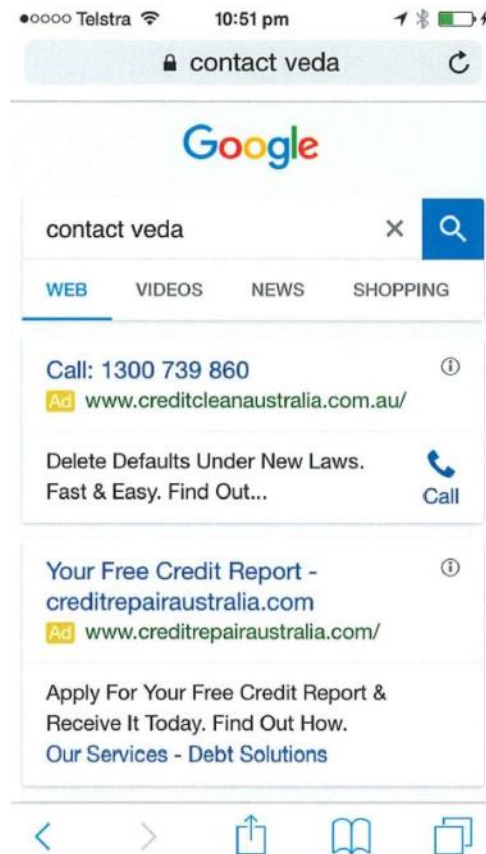 Telstra 10:51 pm
contact veda
Google
contact veda
WEB VIDEOS NEWS SHOPPING
Call: 1300 739 860
Ad www.creditcleanaustralia.com.au/
Delete Defaults Under New Laws.
Fast & Easy. Find Out...
Call
Your Free Credit Report -
creditrepairaustralia.com
Ad www.creditrepairaustralia.com/
Apply For Your Free Credit Report &
Receive It Today. Find Out How.
Our Services - Debt Solutions